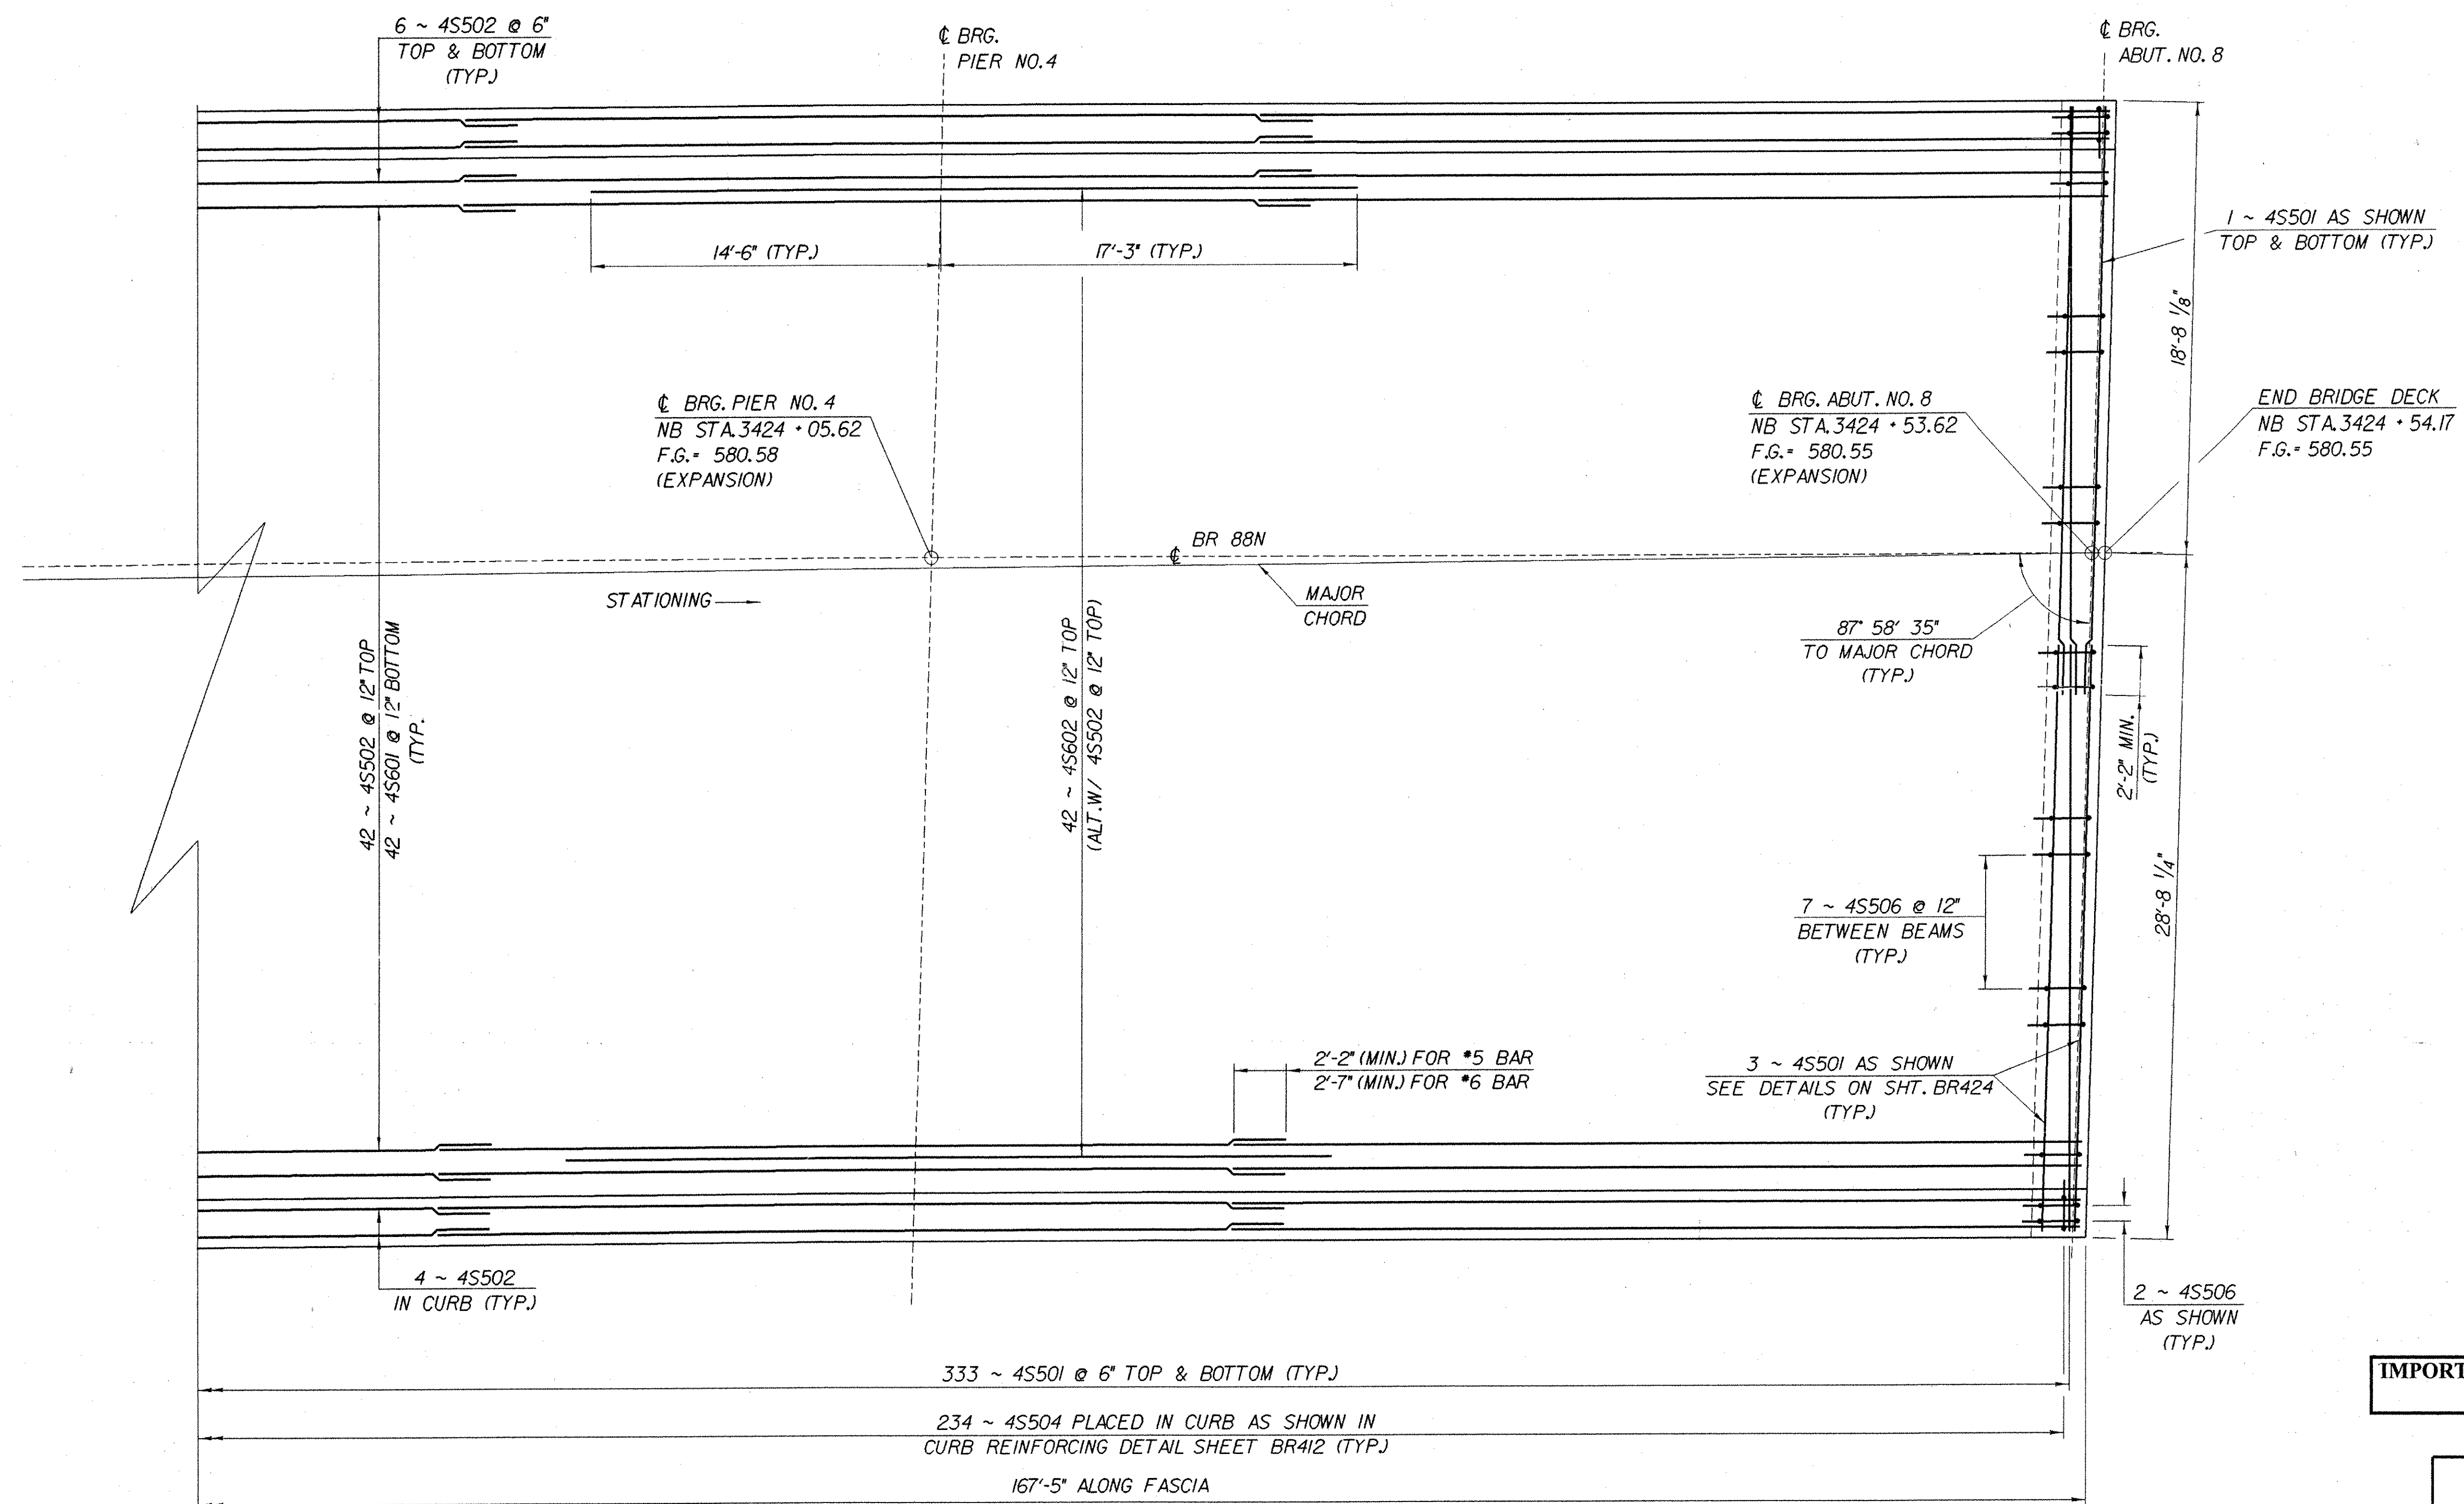 6 ~ 4S502 @ 6"
TOP & BOTTOM
(TYP.)
℄ BRG.
PIER NO.4
℄ BRG.
ABUT. NO. 8
1 ~ 4S501 AS SHOWN
TOP & BOTTOM (TYP.)
14'-6" (TYP.)
17'-3" (TYP.)
18'-8 1/8"
℄ BRG. PIER NO. 4
NB STA.3424 + 05.62
F.G.= 580.58
(EXPANSION)
℄ BRG. ABUT. NO. 8
NB STA.3424 + 53.62
F.G.= 580.55
(EXPANSION)
END BRIDGE DECK
NB STA.3424 + 54.17
F.G.= 580.55
℄ BR 88N
STATIONING
MAJOR
CHORD
87° 58' 35"
TO MAJOR CHORD
(TYP.)
42 ~ 4S502 @ 12" TOP
42 ~ 4S601 @ 12" BOTTOM
(TYP.
42 ~ 4S602 @ 12" TOP
(ALT.W/ 4S502 @ 12" TOP)
2'-2" MIN.
(TYP.)
28'-8 1/4"
7 ~ 4S506 @ 12"
BETWEEN BEAMS
(TYP.)
2'-2" (MIN.) FOR #5 BAR
2'-7" (MIN.) FOR #6 BAR
3 ~ 4S501 AS SHOWN
SEE DETAILS ON SHT. BR424
(TYP.)
4 ~ 4S502
IN CURB (TYP.)
2 ~ 4S506
AS SHOWN
(TYP.)
333 ~ 4S501 @ 6" TOP & BOTTOM (TYP.)
234 ~ 4S504 PLACED IN CURB AS SHOWN IN
CURB REINFORCING DETAIL SHEET BR412 (TYP.)
167'-5" ALONG FASCIA
IMPORT